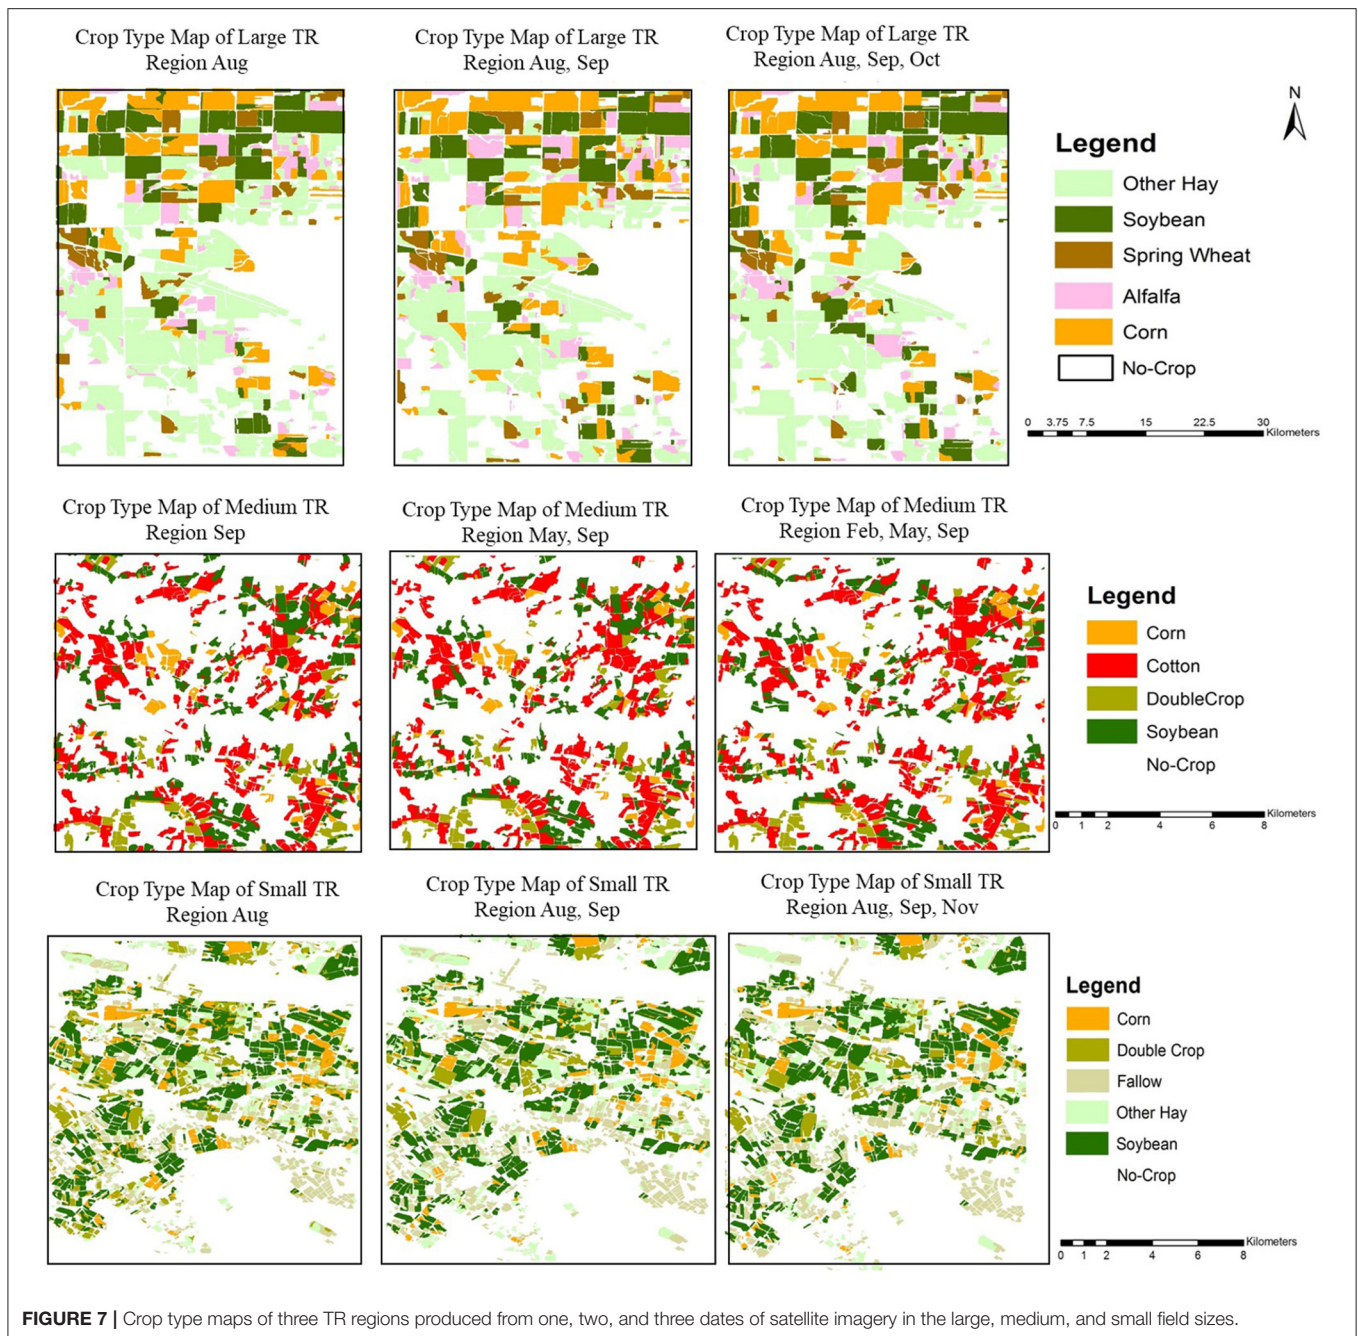 Crop Type Map of Large TR
Region Aug
Crop Type Map of Large TR
Region Aug, Sep
Crop Type Map of Large TR
Region Aug, Sep, Oct
N
Legend
Other Hay
Soybean
Spring Wheat
Alfalfa
Corn
No-Crop
0 3.75 7.5 15 22.5 30
Kilometers
Crop Type Map of Medium TR
Region Sep
Crop Type Map of Medium TR
Region May, Sep
Crop Type Map of Medium TR
Region Feb, May, Sep
Legend
Corn
Cotton
DoubleCrop
Soybean
No-Crop
Kilometers
0 1 2 4 6 8
Crop Type Map of Small TR
Region Aug
Crop Type Map of Small TR
Region Aug, Sep
Crop Type Map of Small TR
Region Aug, Sep, Nov
Legend
Corn
Double Crop
Fallow
Other Hay
Soybean
No-Crop
Kilometers
0 1 2 4 6 8
FIGURE 7 | Crop type maps of three TR regions produced from one, two, and three dates of satellite imagery in the large, medium, and small field sizes.